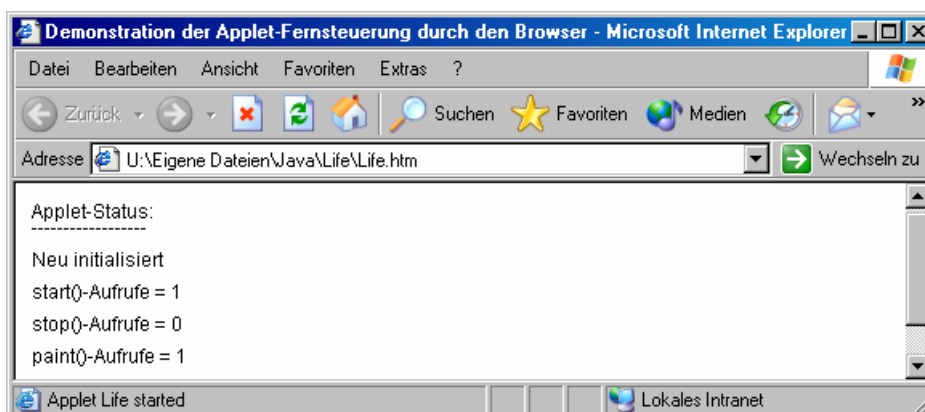 Demonstration der Applet-Fernsteuerung durch den Browser - Microsoft Internet Explorer
Datei Bearbeiten Ansicht Favoriten Extras ?
Zurück Suchen Favoriten Medien »
Adresse U:\Eigene Dateien\Java\Life\Life.htm Wechseln zu
Applet-Status:
------------------
Neu initialisiert
start()-Aufrufe = 1
stop()-Aufrufe = 0
paint()-Aufrufe = 1
Applet Life started Lokales Intranet